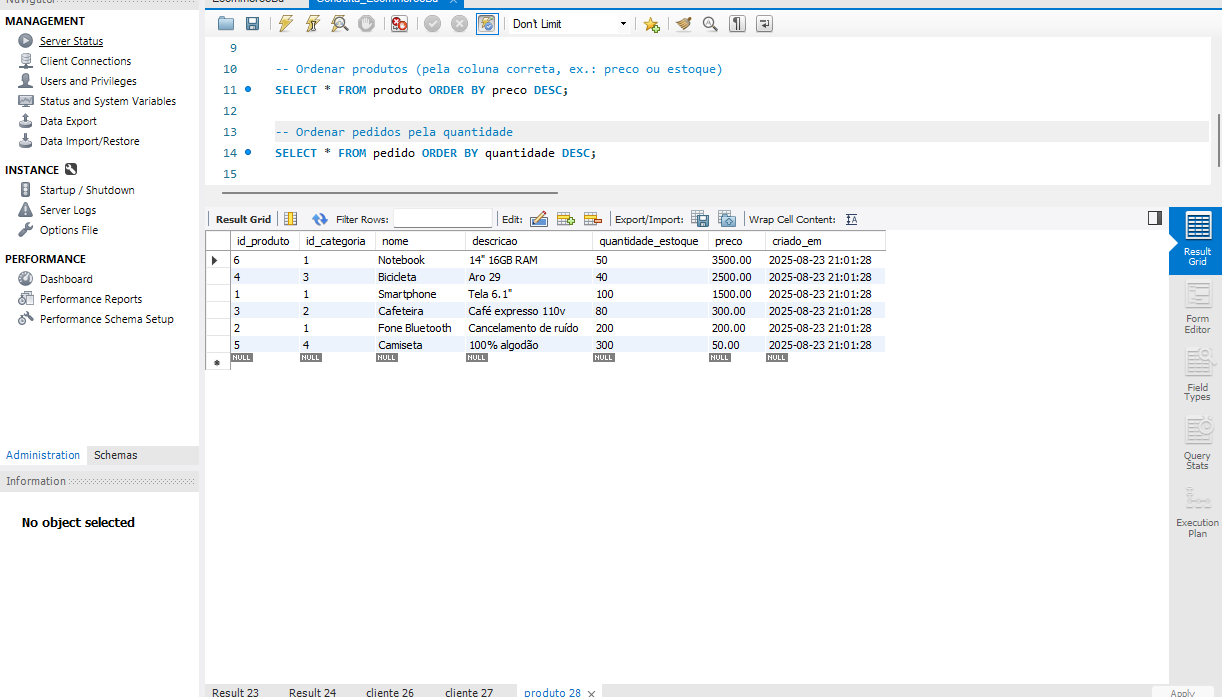 Navigator
MANAGEMENT
Server Status
Client Connections
Users and Privileges
Status and System Variables
Data Export
Data Import/Restore
INSTANCE
Startup / Shutdown
Server Logs
Options File
PERFORMANCE
Dashboard
Performance Reports
Performance Schema Setup
Administration Schemas
Information
No object selected
Don't Limit
9
10 -- Ordenar produtos (pela coluna correta, ex.: preco ou estoque)
11 SELECT * FROM produto ORDER BY preco DESC;
12
13 -- Ordenar pedidos pela quantidade
14 SELECT * FROM pedido ORDER BY quantidade DESC;
15
Result Grid Filter Rows: Edit: Export/Import: Wrap Cell Content: IA
id_produto id_categoria nome descricao quantidade_estoque preco criado_em
6 1 Notebook 14" 16GB RAM 50 3500.00 2025-08-23 21:01:28
4 3 Bicicleta Aro 29 40 2500.00 2025-08-23 21:01:28
1 1 Smartphone Tela 6.1" 100 1500.00 2025-08-23 21:01:28
3 2 Cafeteira Café expresso 110v 80 300.00 2025-08-23 21:01:28
2 1 Fone Bluetooth Cancelamento de ruído 200 200.00 2025-08-23 21:01:28
5 4 Camiseta 100% algodão 300 50.00 2025-08-23 21:01:28
NULL NULL NULL NULL NULL NULL NULL
Result
Grid
Form
Editor
Field
Types
Query
Stats
Execution
Plan
Result 23 Result 24 cliente 26 cliente 27 produto 28
Apply